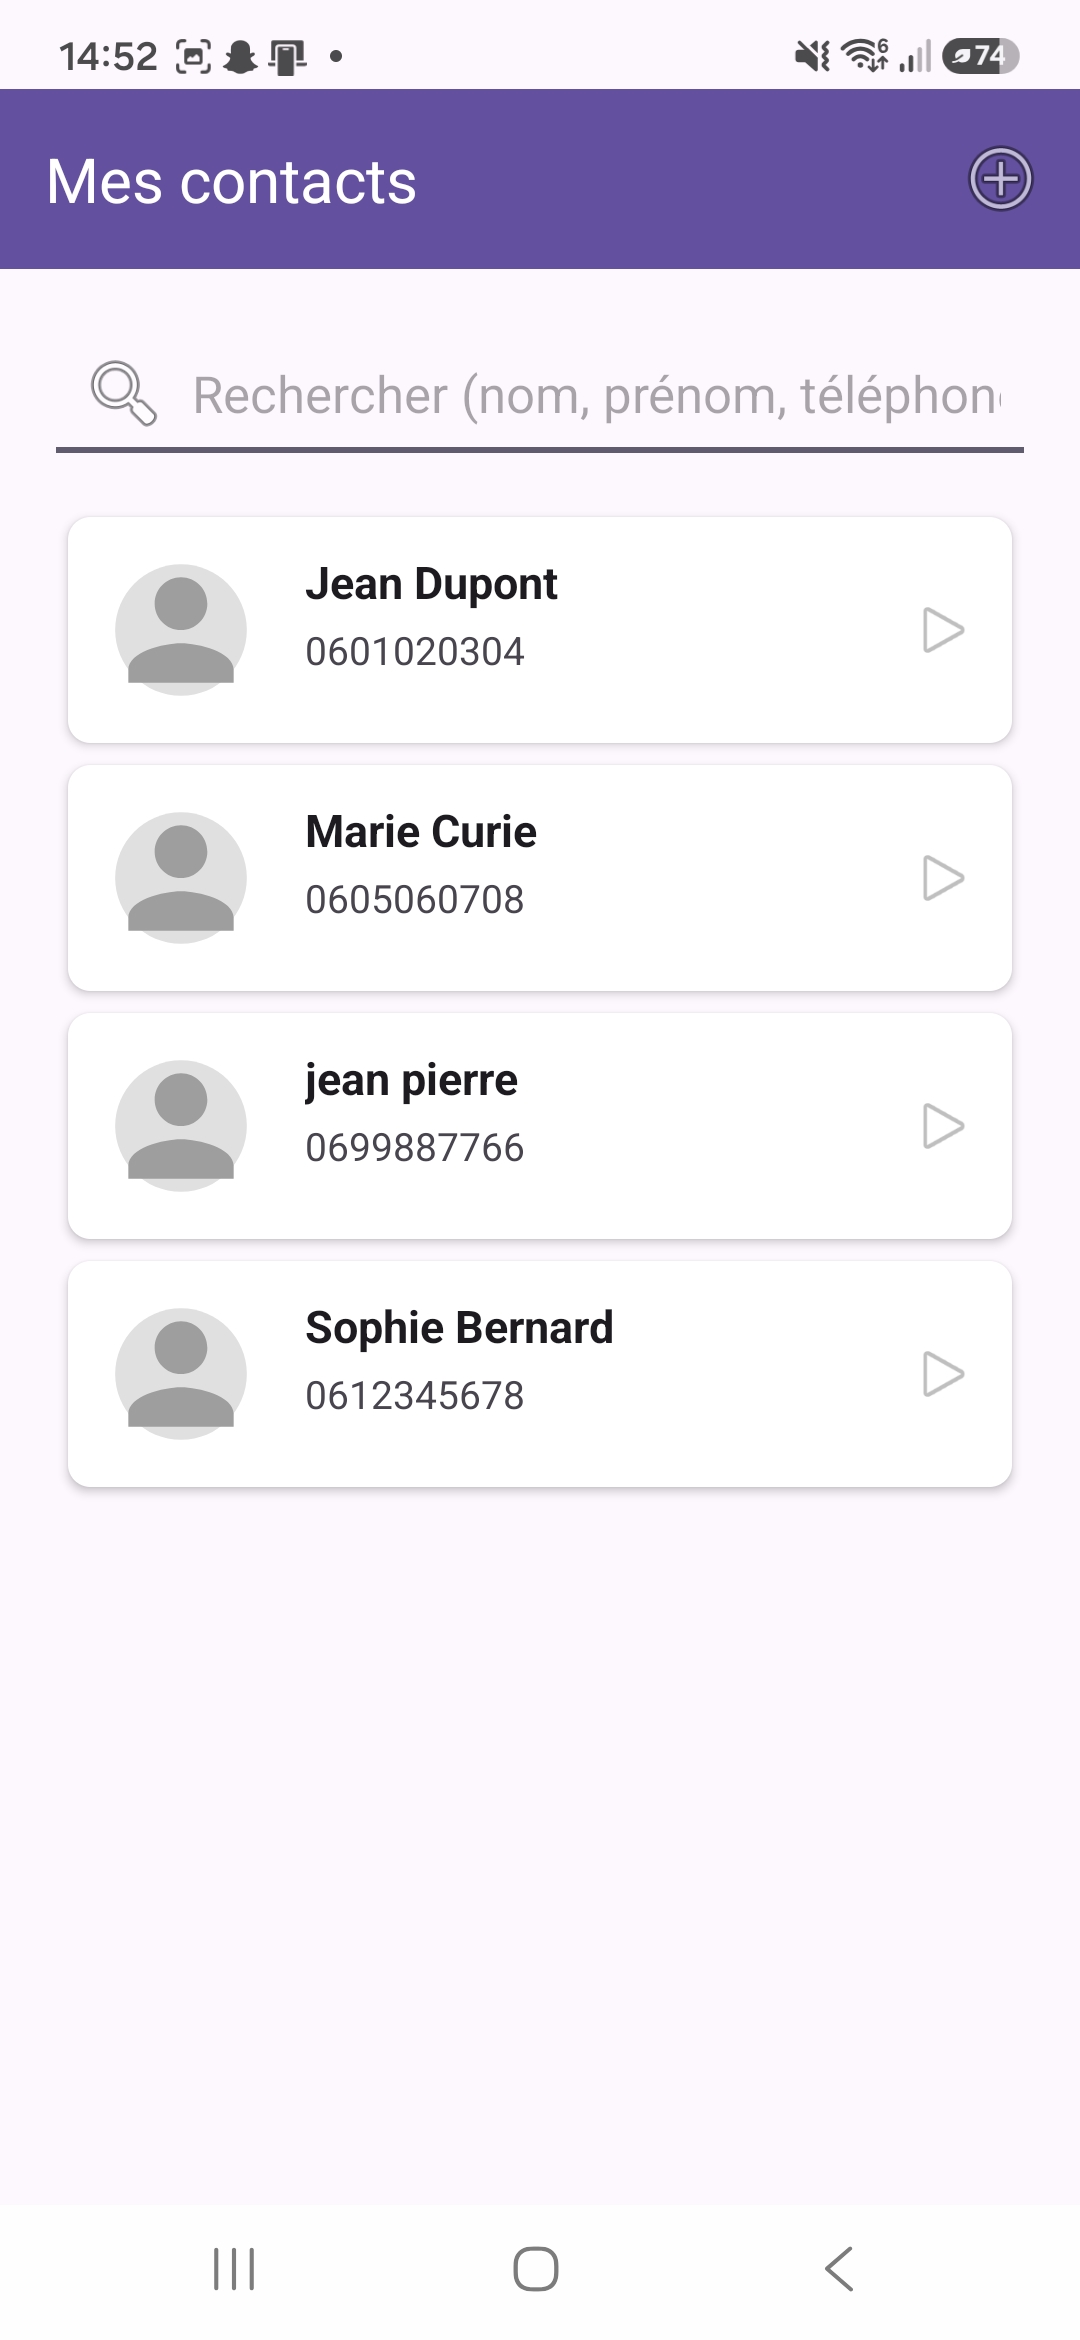 14:52
6
74
Mes contacts
Rechercher (nom, prénom, téléphon
Jean Dupont
0601020304
Marie Curie
0605060708
jean pierre
0699887766
Sophie Bernard
0612345678